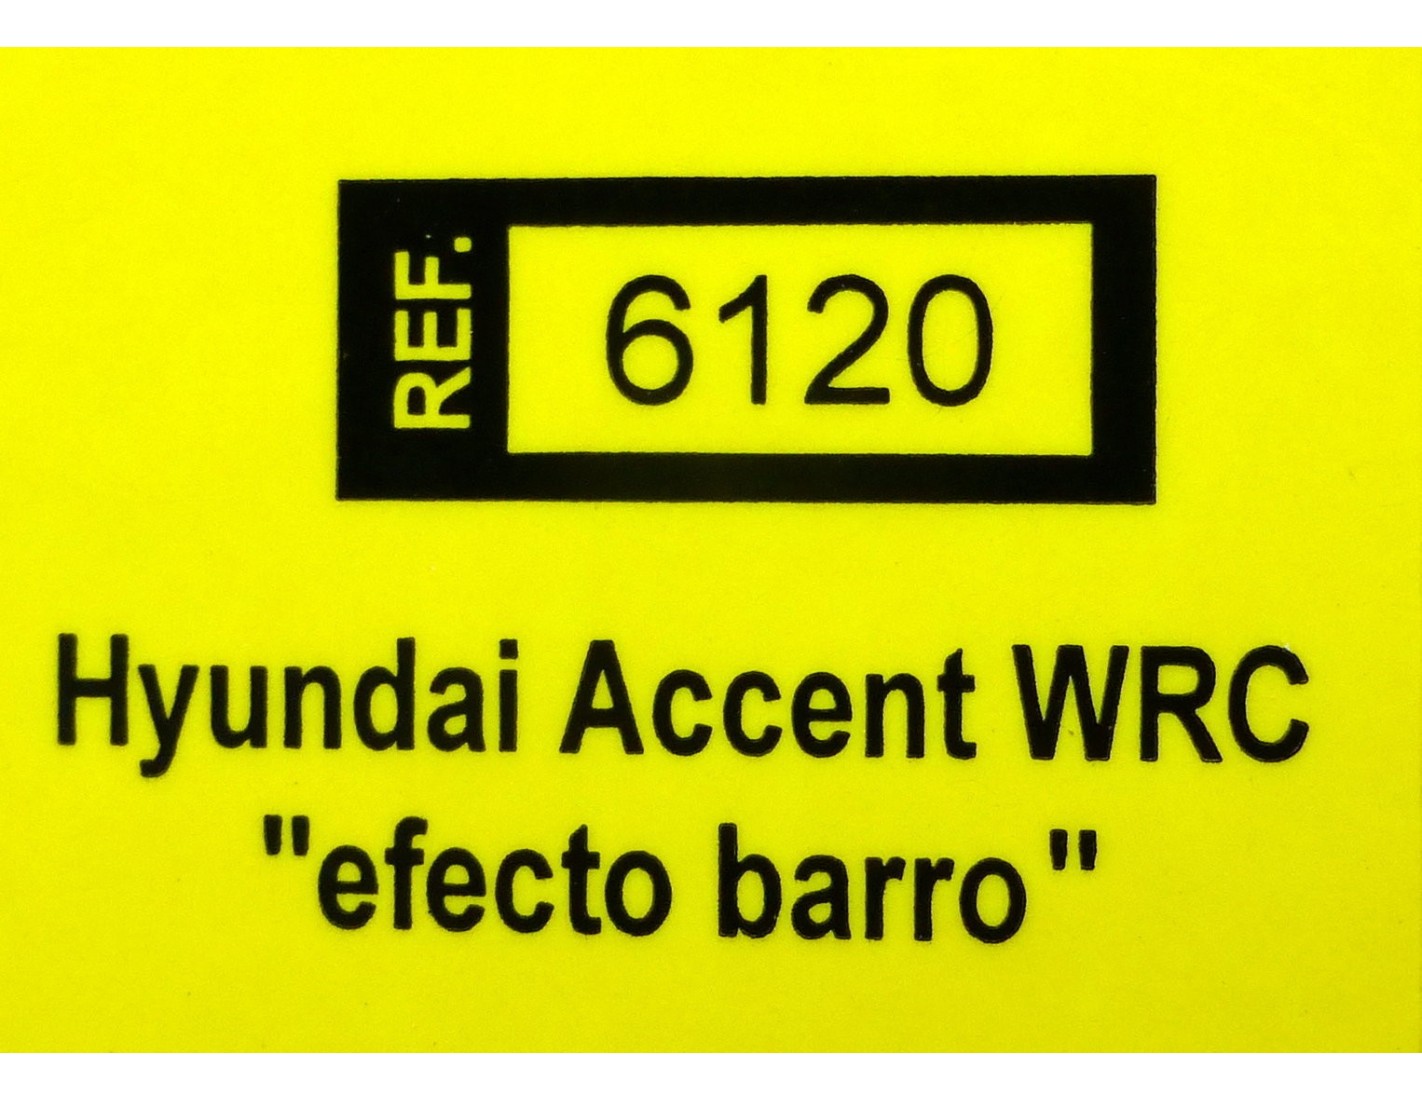 REF. 6120
Hyundai Accent WRC
"efecto barro"